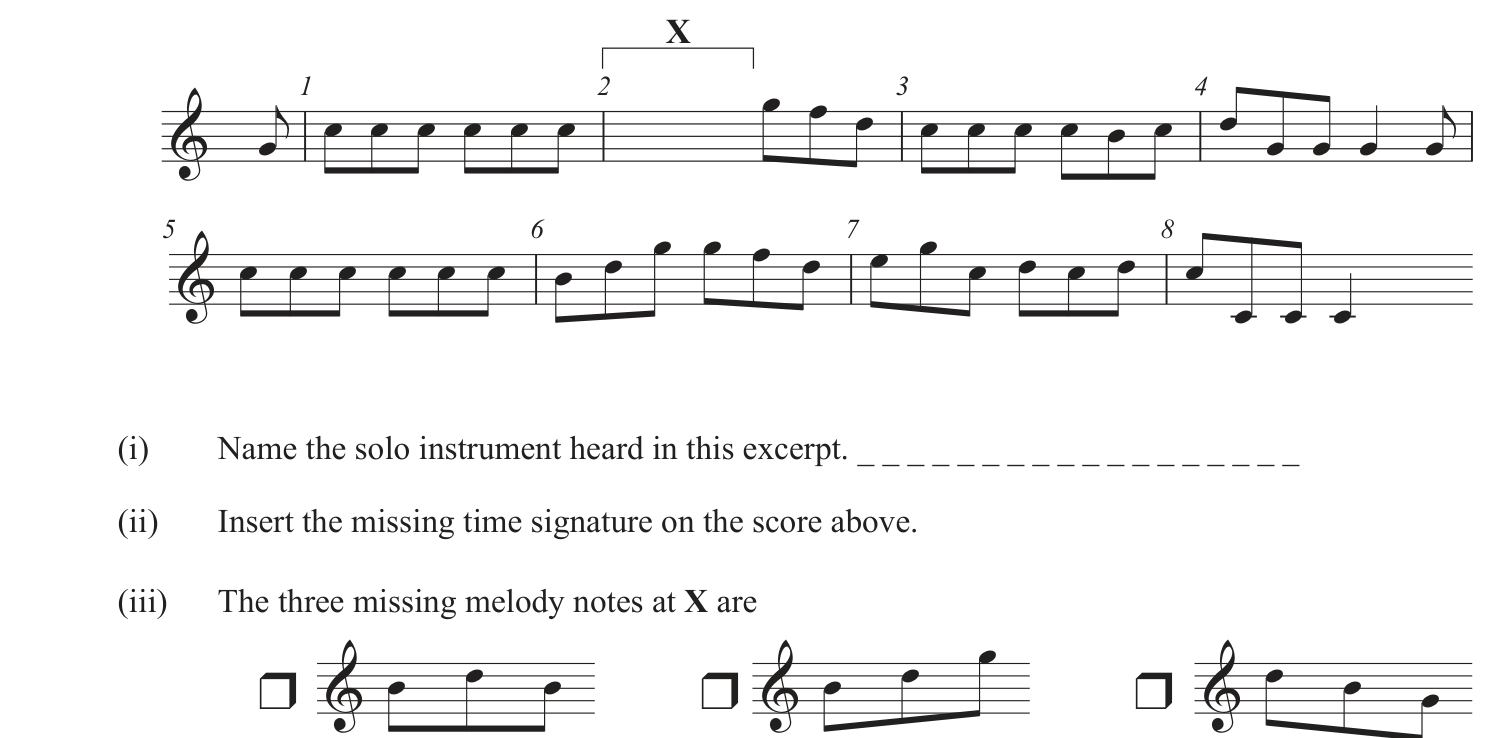 X
1 2 3 4
5 6 7 8
(i) Name the solo instrument heard in this excerpt. _ _ _ _ _ _ _ _ _ _ _ _ _ _ _ _ _ _
(ii) Insert the missing time signature on the score above.
(iii) The three missing melody notes at X are